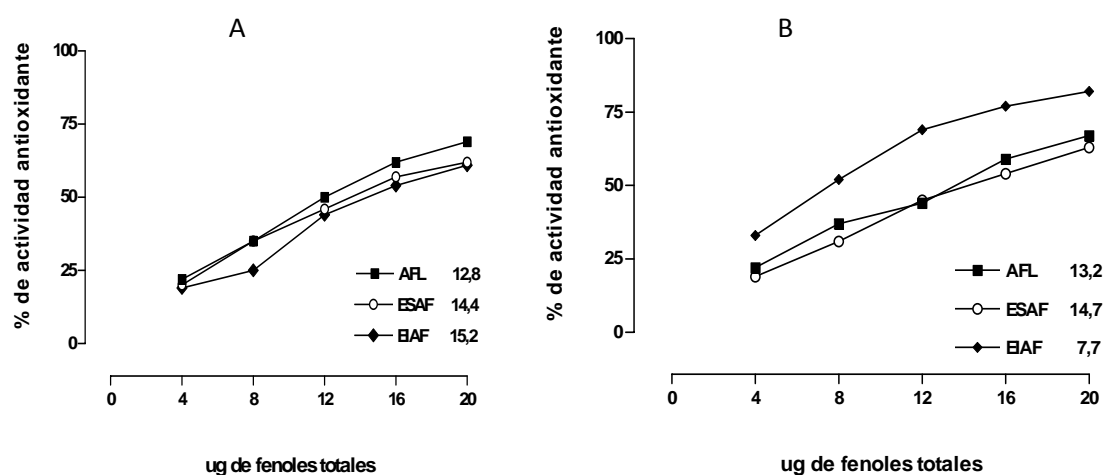 A
% de actividad antioxidante
100
75
50
25
0
AFL 12,8
ESAF 14,4
EIAF 15,2
0 4 8 12 16 20
ug de fenoles totales
B
% de actividad antioxidante
100
75
50
25
0
AFL 13,2
ESAF 14,7
EIAF 7,7
0 4 8 12 16 20
ug de fenoles totales